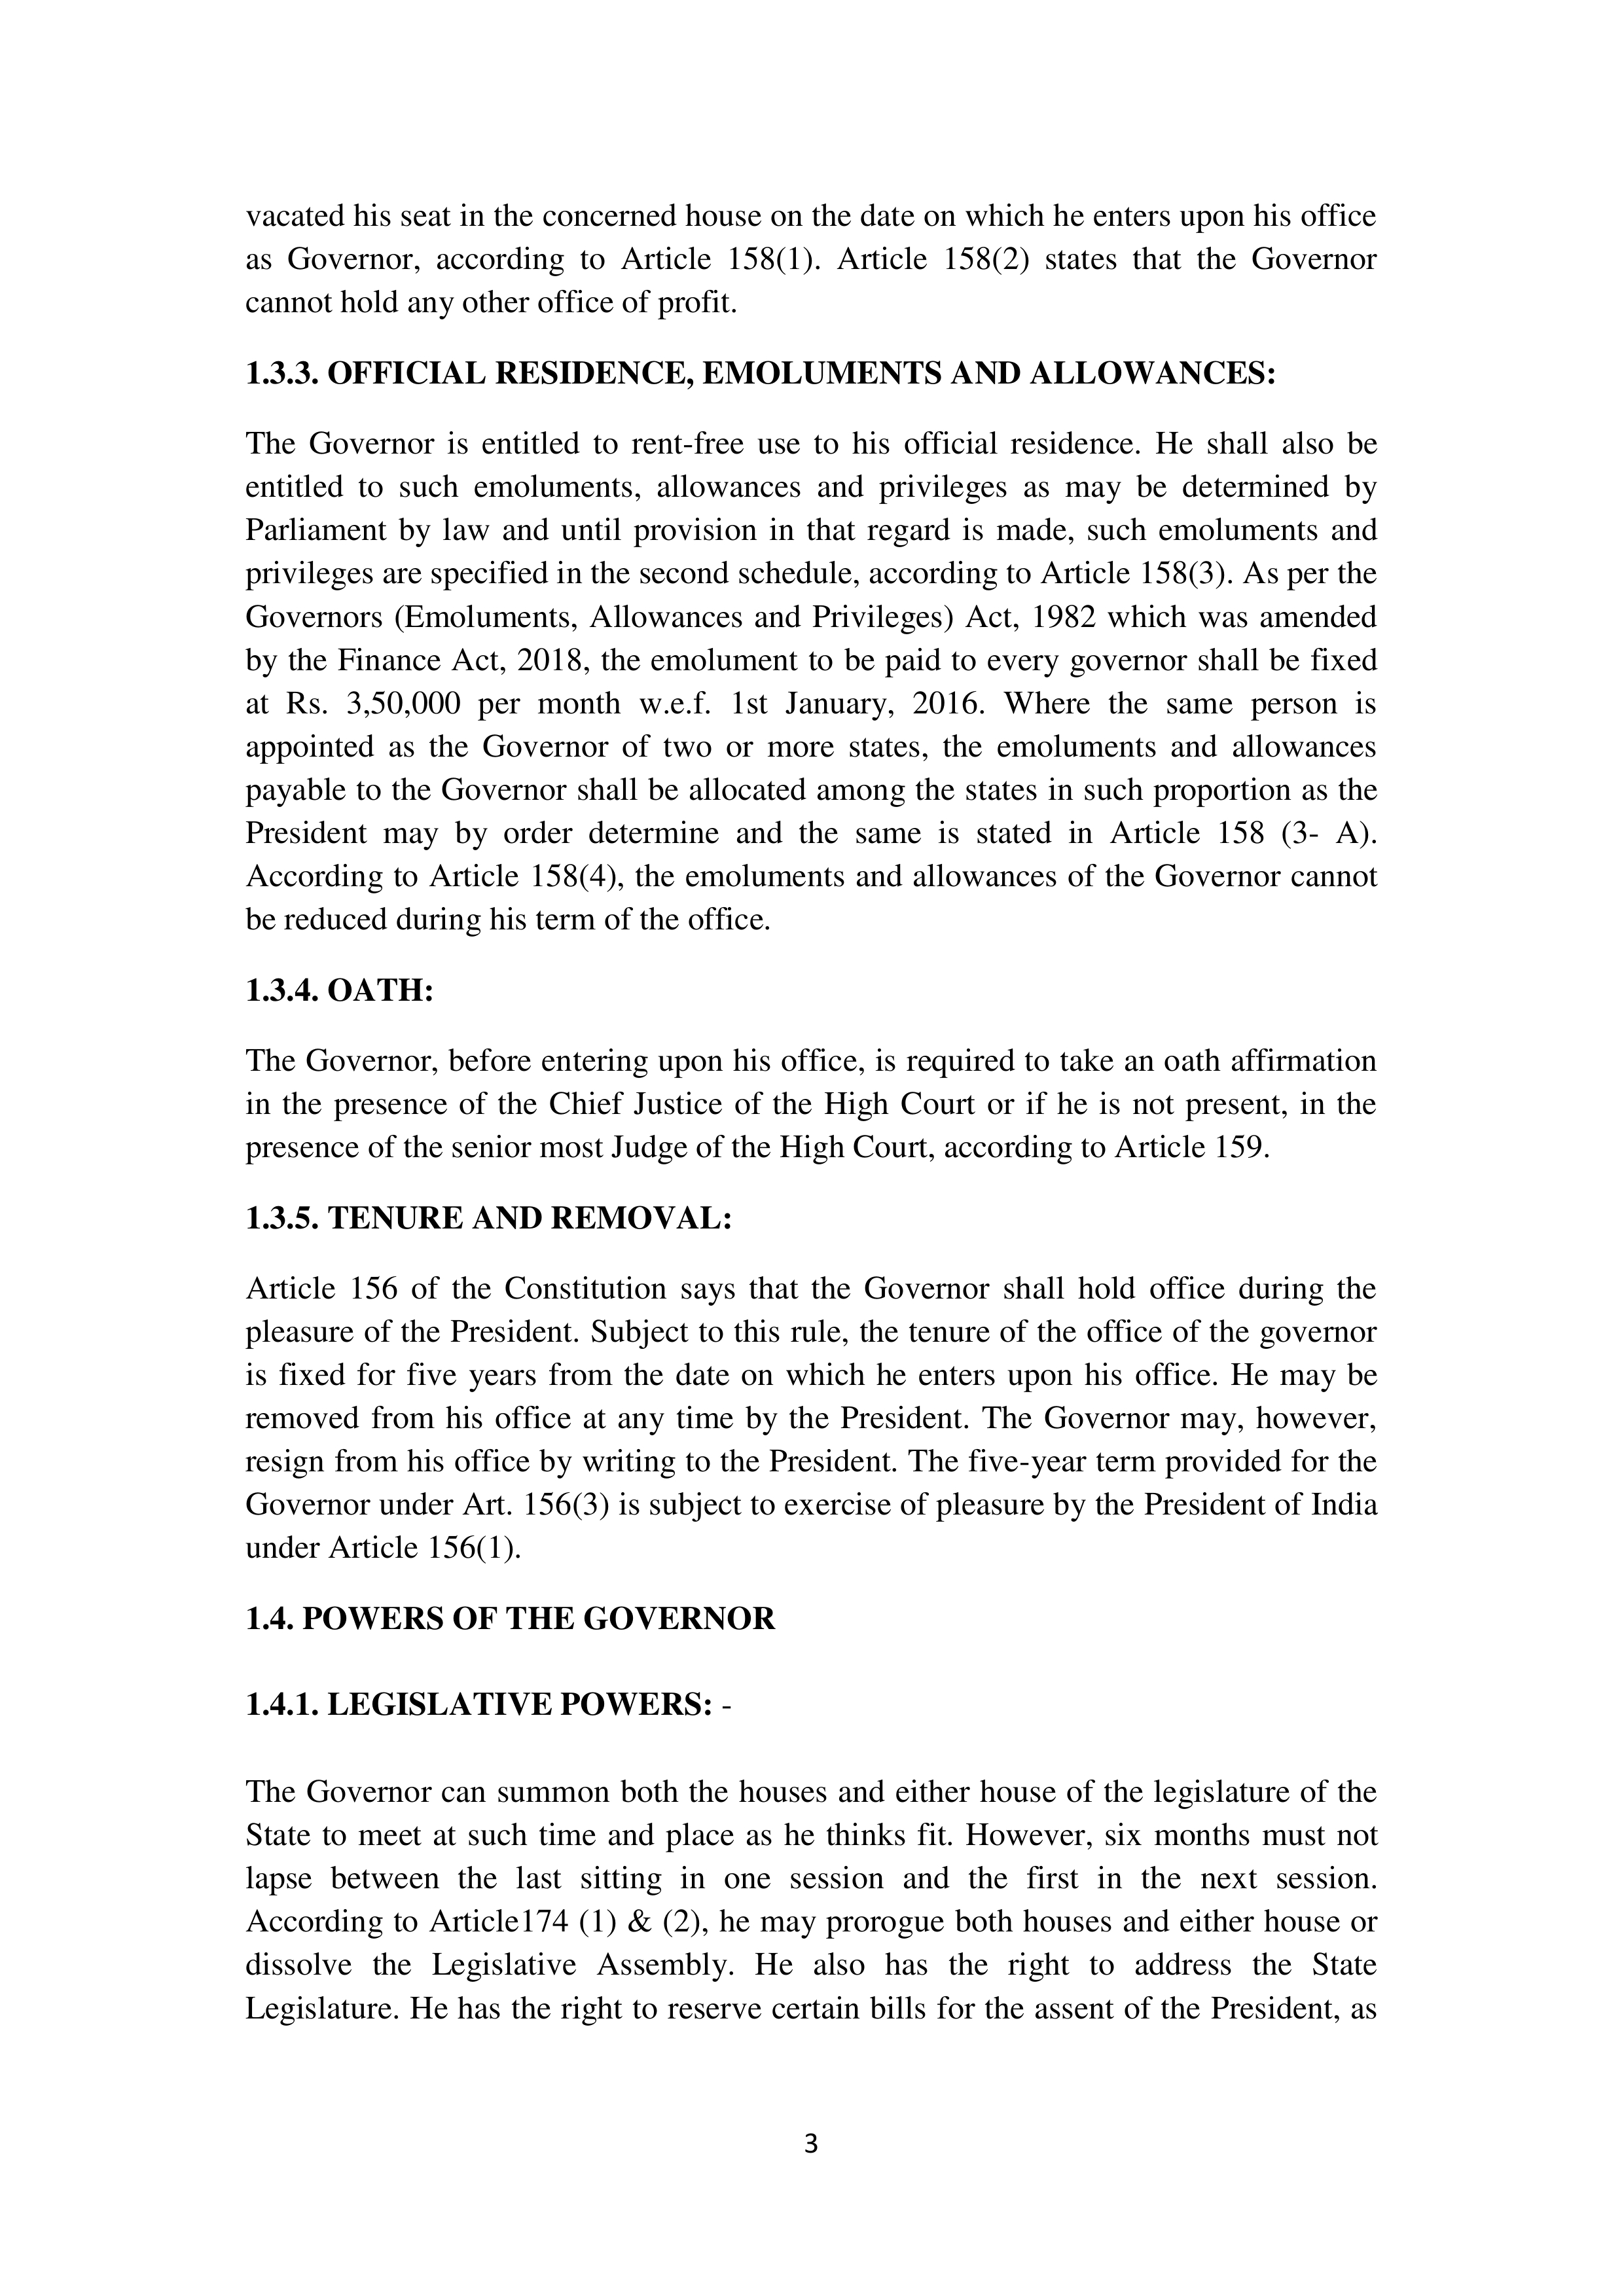 vacated his seat in the concerned house on the date on which he enters upon his office
as Governor, according to Article 158(1). Article 158(2) states that the Governor
cannot hold any other office of profit.
1.3.3. OFFICIAL RESIDENCE, EMOLUMENTS AND ALLOWANCES:
The Governor is entitled to rent-free use to his official residence. He shall also be
entitled to such emoluments, allowances and privileges as may be determined by
Parliament by law and until provision in that regard is made, such emoluments and
privileges are specified in the second schedule, according to Article 158(3). As per the
Governors (Emoluments, Allowances and Privileges) Act, 1982 which was amended
by the Finance Act, 2018, the emolument to be paid to every governor shall be fixed
at Rs. 3,50,000 per month w.e.f. 1st January, 2016. Where the same person is
appointed as the Governor of two or more states, the emoluments and allowances
payable to the Governor shall be allocated among the states in such proportion as the
President may by order determine and the same is stated in Article 158 (3- A).
According to Article 158(4), the emoluments and allowances of the Governor cannot
be reduced during his term of the office.
1.3.4. OATH:
The Governor, before entering upon his office, is required to take an oath affirmation
in the presence of the Chief Justice of the High Court or if he is not present, in the
presence of the senior most Judge of the High Court, according to Article 159.
1.3.5. TENURE AND REMOVAL:
Article 156 of the Constitution says that the Governor shall hold office during the
pleasure of the President. Subject to this rule, the tenure of the office of the governor
is fixed for five years from the date on which he enters upon his office. He may be
removed from his office at any time by the President. The Governor may, however,
resign from his office by writing to the President. The five-year term provided for the
Governor under Art. 156(3) is subject to exercise of pleasure by the President of India
under Article 156(1).
1.4. POWERS OF THE GOVERNOR
1.4.1. LEGISLATIVE POWERS: -
The Governor can summon both the houses and either house of the legislature of the
State to meet at such time and place as he thinks fit. However, six months must not
lapse between the last sitting in one session and the first in the next session.
According to Article174 (1) & (2), he may prorogue both houses and either house or
dissolve the Legislative Assembly. He also has the right to address the State
Legislature. He has the right to reserve certain bills for the assent of the President, as
3